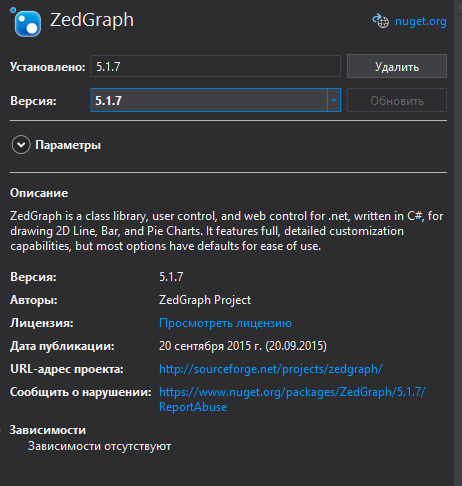 ZedGraph
nuget.org
Установлено: 5.1.7 Удалить
Версия: 5.1.7 Обновить
Параметры
Описание
ZedGraph is a class library, user control, and web control for .net, written in C#, for
drawing 2D Line, Bar, and Pie Charts. It features full, detailed customization
capabilities, but most options have defaults for ease of use.
Версия: 5.1.7
Авторы: ZedGraph Project
Лицензия: Просмотреть лицензию
Дата публикации: 20 сентября 2015 г. (20.09.2015)
URL-адрес проекта: http://sourceforge.net/projects/zedgraph/
Сообщить о нарушении: https://www.nuget.org/packages/ZedGraph/5.1.7/
ReportAbuse
Зависимости
Зависимости отсутствуют